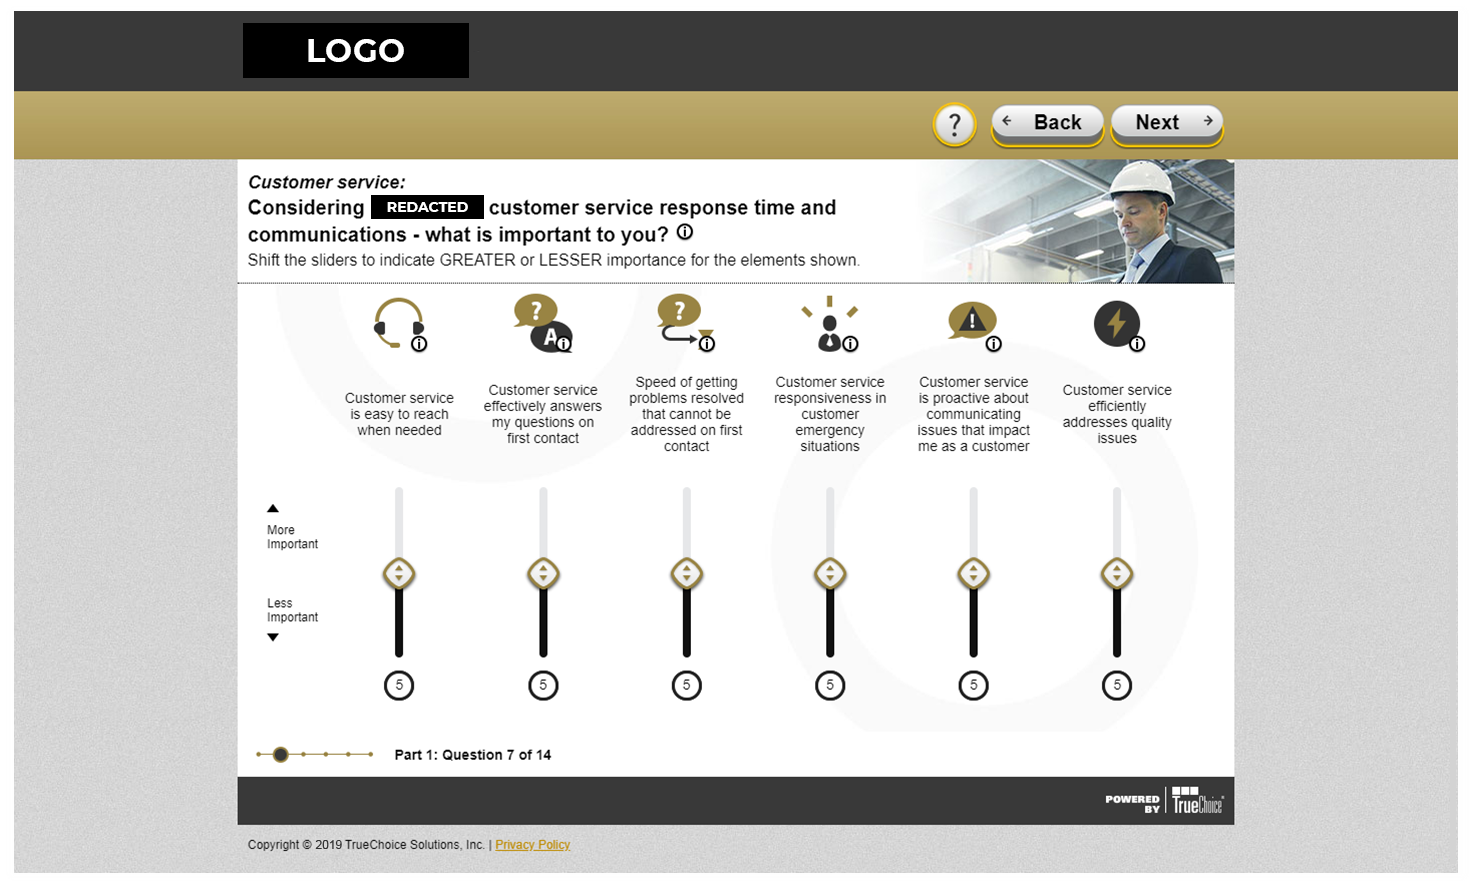 LOGO
?
Back
Next
Customer service:
Considering REDACTED customer service response time and
communications - what is important to you?
Shift the sliders to indicate GREATER or LESSER importance for the elements shown.
?
? A
?
!
Customer service
is easy to reach
when needed
Customer service
effectively answers
my questions on
first contact
Speed of getting
problems resolved
that cannot be
addressed on first
contact
Customer service
responsiveness in
customer
emergency
situations
Customer service
is proactive about
communicating
issues that impact
me as a customer
Customer service
efficiently
addresses quality
issues
More
Important
Less
Important
5 5 5 5 5 5
Part 1: Question 7 of 14
POWERED
BY
TrueChoice
Copyright © 2019 TrueChoice Solutions, Inc. | Privacy Policy